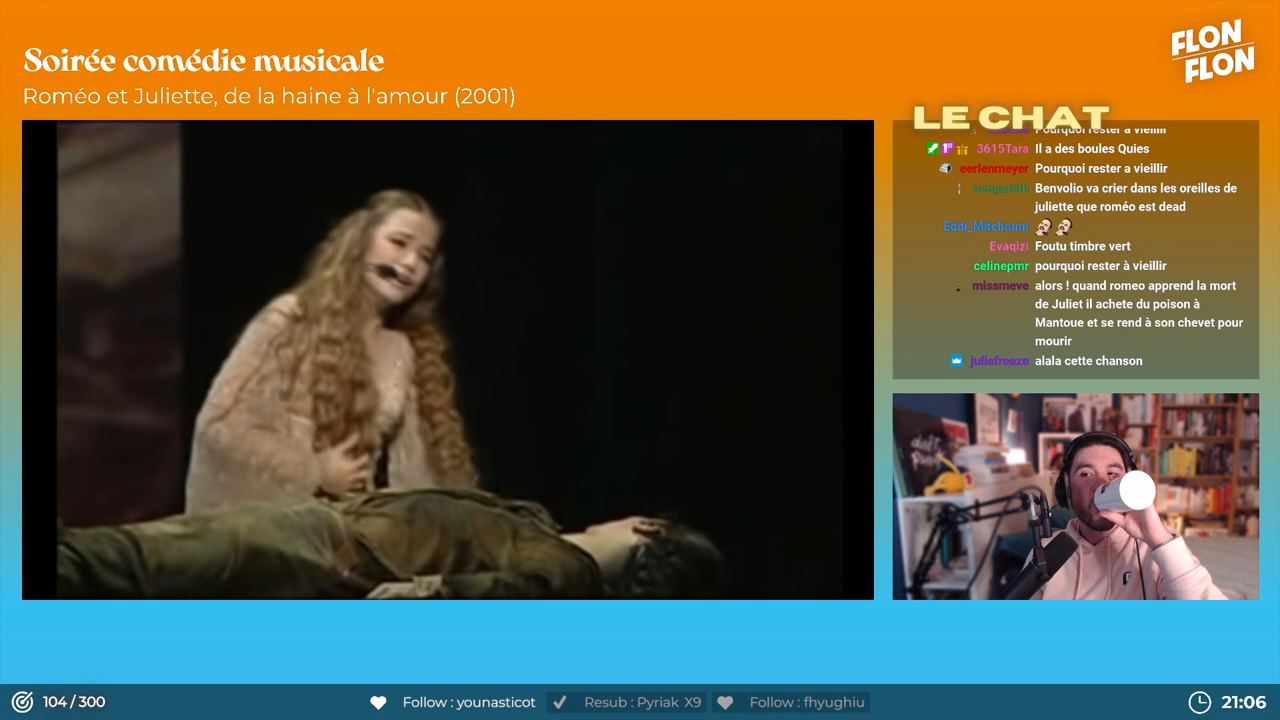 Soirée comédie musicale
Roméo et Juliette, de la haine à l'amour (2001)
FLON
FLON
LE CHAT
Pourquoi rester à vieillir
3615Tara Il a des boules Quies
eerlenmeyer Pourquoi rester a vieillir
Benvolio va crier dans les oreilles de
juliette que roméo est dead
Eddi_Mitchoum
Evaqizi Foutu timbre vert
celinepmr pourquoi rester à vieillir
missmeve alors ! quand romeo apprend la mort
de Juliet il achete du poison à
Mantoue et se rend à son chevet pour
mourir
juliefreeze alala cette chanson
104 / 300
Follow : younasticot
Resub : Pyriak X9
Follow : fhyughiu
21:06